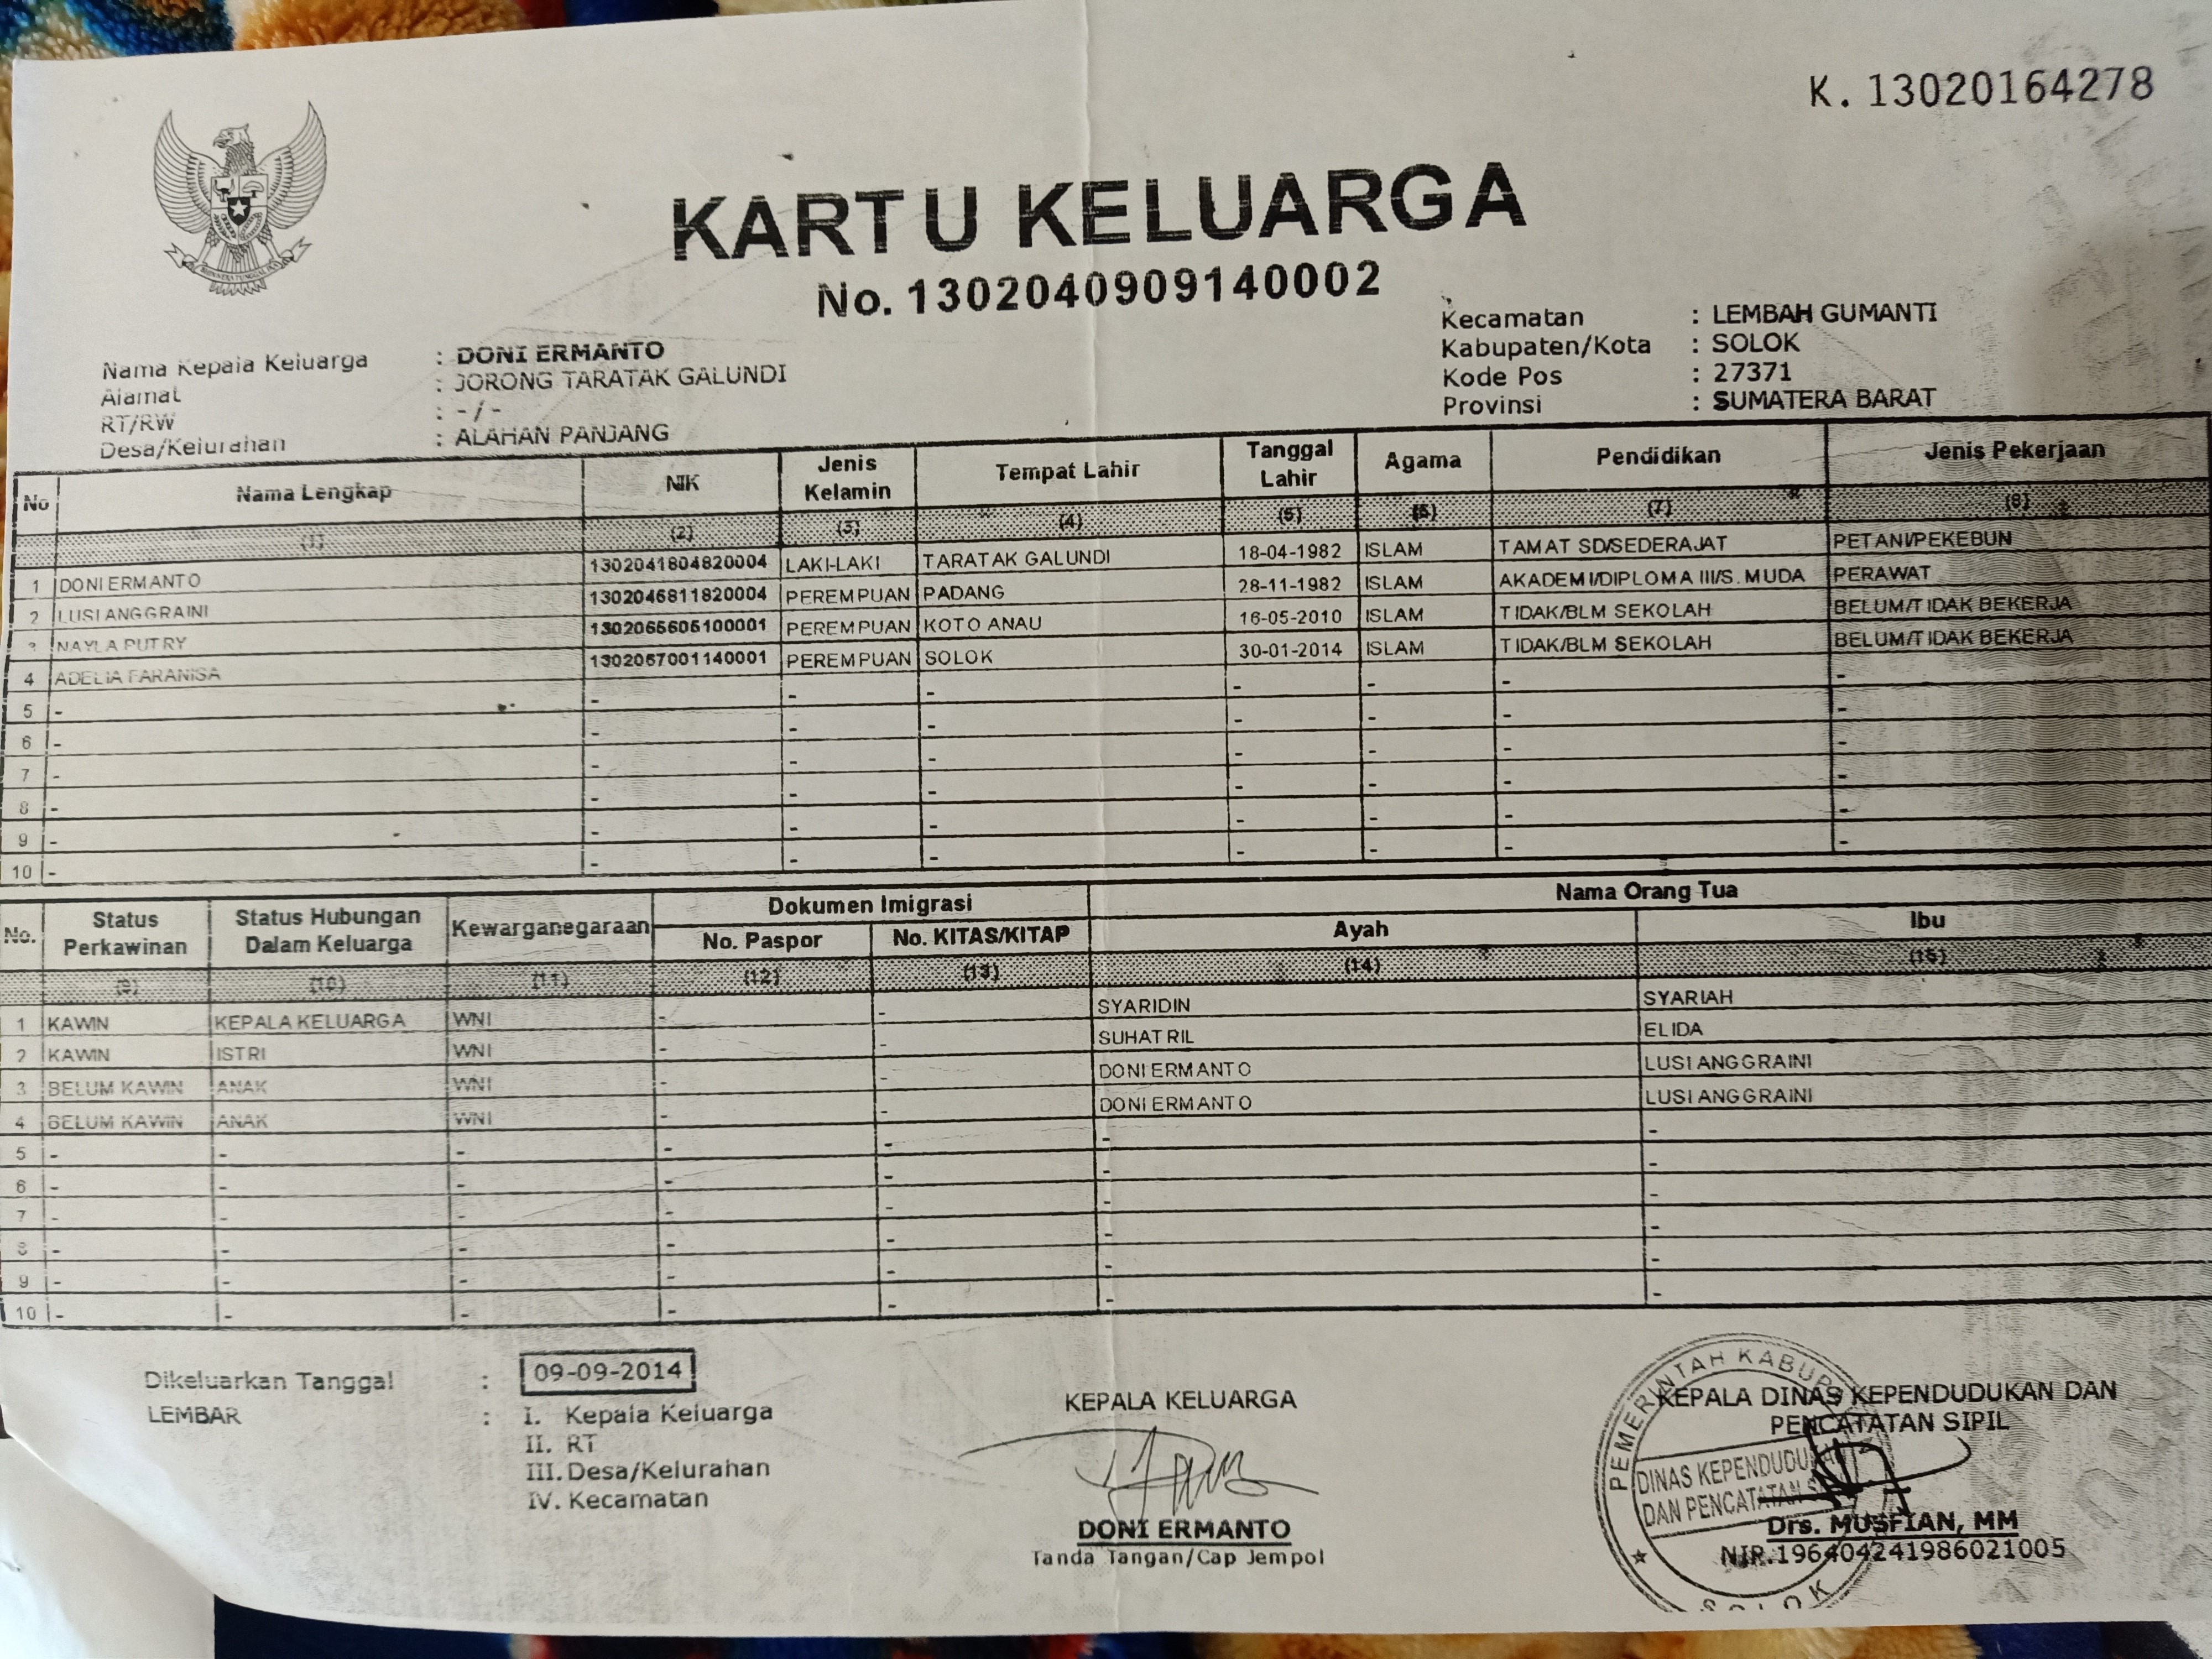 K. 13020164278
KARTU KELUARGA
No. 1302040909140002
Nama Kepala Keluarga : DONI ERMANTO
Alamat : JORONG TARATAK GALUNDI
RT/RW : - / -
Desa/Kelurahan : ALAHAN PANJANG
Kecamatan : LEMBAH GUMANTI
Kabupaten/Kota : SOLOK
Kode Pos : 27371
Provinsi : SUMATERA BARAT
No Nama Lengkap NIK Jenis Kelamin Tempat Lahir Tanggal Lahir Agama Pendidikan Jenis Pekerjaan
(1) (2) (3) (4) (5) (6) (7) (8)
1 DONI ERMANTO 1302041804820004 LAKI-LAKI TARATAK GALUNDI 18-04-1982 ISLAM TAMAT SD/SEDERAJAT PETANI/PEKEBUN
2 LUSI ANGGRAINI 1302046811820004 PEREMPUAN PADANG 28-11-1982 ISLAM AKADEMI/DIPLOMA III/S. MUDA PERAWAT
3 NAYLA PUTRY 1302065605100001 PEREMPUAN KOTO ANAU 16-05-2010 ISLAM TIDAK/BLM SEKOLAH BELUM/TIDAK BEKERJA
4 ADELIA FARANISA 1302067001140001 PEREMPUAN SOLOK 30-01-2014 ISLAM TIDAK/BLM SEKOLAH BELUM/TIDAK BEKERJA
5 - - - - - - - -
6 - - - - - - - -
7 - - - - - - - -
8 - - - - - - - -
9 - - - - - - - -
10 - - - - - - - -
No. Status Perkawinan Status Hubungan Dalam Keluarga Kewarganegaraan Dokumen Imigrasi Nama Orang Tua
No. Paspor No. KITAS/KITAP Ayah Ibu
(9) (10) (11) (12) (13) (14) (15)
1 KAWIN KEPALA KELUARGA WNI - - SYARIDIN SYARIAH
2 KAWIN ISTRI WNI - - SUHATRIL ELIDA
3 BELUM KAWIN ANAK WNI - - DONI ERMANTO LUSI ANGGRAINI
4 BELUM KAWIN ANAK WNI - - DONI ERMANTO LUSI ANGGRAINI
5 - - - - - - -
6 - - - - - - -
7 - - - - - - -
8 - - - - - - -
9 - - - - - - -
10 - - - - - - -
Dikeluarkan Tanggal : 09-09-2014
LEMBAR : I. Kepala Keluarga
II. RT
III. Desa/Kelurahan
IV. Kecamatan
KEPALA KELUARGA
DONI ERMANTO
Tanda Tangan/Cap Jempol
KEPALA DINAS KEPENDUDUKAN DAN
PENCATATAN SIPIL
PEMERINTAH
DINAS
DAN
SOLOK
Drs. MUSFIAN, MM
NIP.196404241986021005